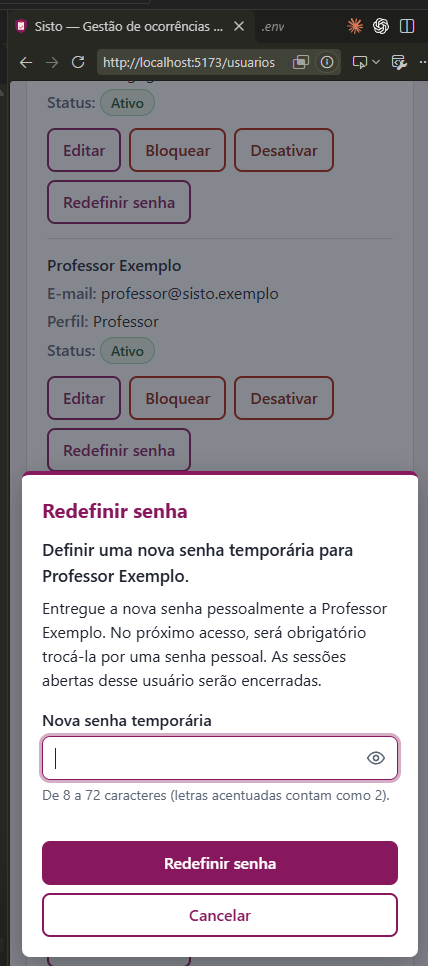 Sisto — Gestão de ocorrências ...
.env
http://localhost:5173/usuarios
Status: Ativo
Editar
Bloquear
Desativar
Redefinir senha
Professor Exemplo
E-mail: professor@sisto.exemplo
Perfil: Professor
Status: Ativo
Editar
Bloquear
Desativar
Redefinir senha
Redefinir senha
Definir uma nova senha temporária para
Professor Exemplo.
Entregue a nova senha pessoalmente a Professor
Exemplo. No próximo acesso, será obrigatório
trocá-la por uma senha pessoal. As sessões
abertas desse usuário serão encerradas.
Nova senha temporária
De 8 a 72 caracteres (letras acentuadas contam como 2).
Redefinir senha
Cancelar